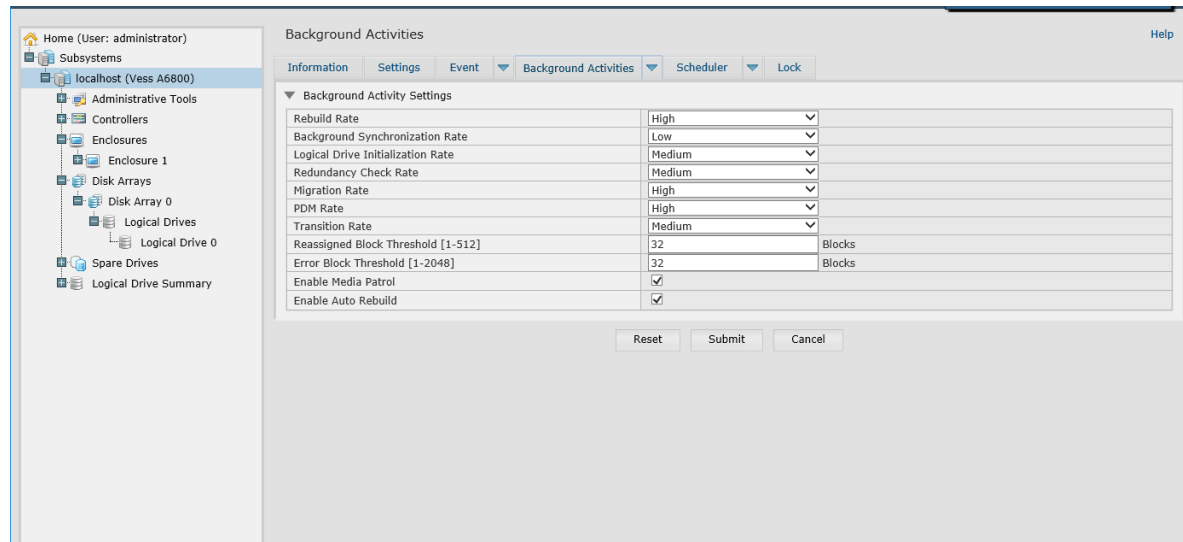 Home (User: administrator)
Subsystems
localhost (Vess A6800)
Administrative Tools
Controllers
Enclosures
Enclosure 1
Disk Arrays
Disk Array 0
Logical Drives
Logical Drive 0
Spare Drives
Logical Drive Summary
Background Activities Help
Information Settings Event Background Activities Scheduler Lock
Background Activity Settings
Rebuild Rate High
Background Synchronization Rate Low
Logical Drive Initialization Rate Medium
Redundancy Check Rate Medium
Migration Rate High
PDM Rate High
Transition Rate Medium
Reassigned Block Threshold [1-512] 32 Blocks
Error Block Threshold [1-2048] 32 Blocks
Enable Media Patrol
Enable Auto Rebuild
Reset Submit Cancel